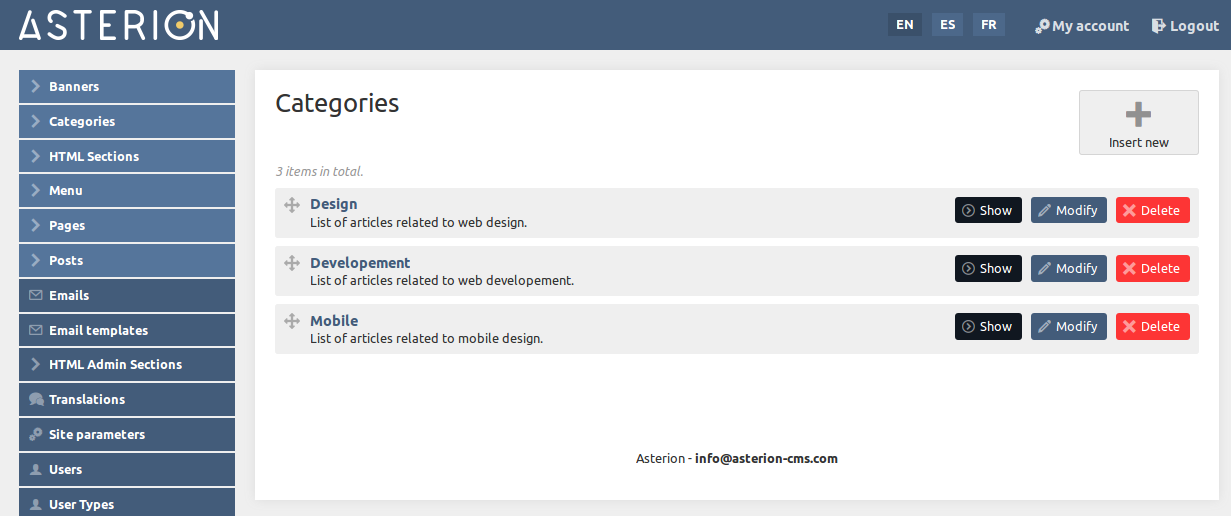 ASTERION
EN ES FR My account Logout
Banners
Categories
HTML Sections
Menu
Pages
Posts
Emails
Email templates
HTML Admin Sections
Translations
Site parameters
Users
User Types
Categories
Insert new
3 items in total.
Design
List of articles related to web design.
Show Modify Delete
Developement
List of articles related to web developement.
Show Modify Delete
Mobile
List of articles related to mobile design.
Show Modify Delete
Asterion - info@asterion-cms.com